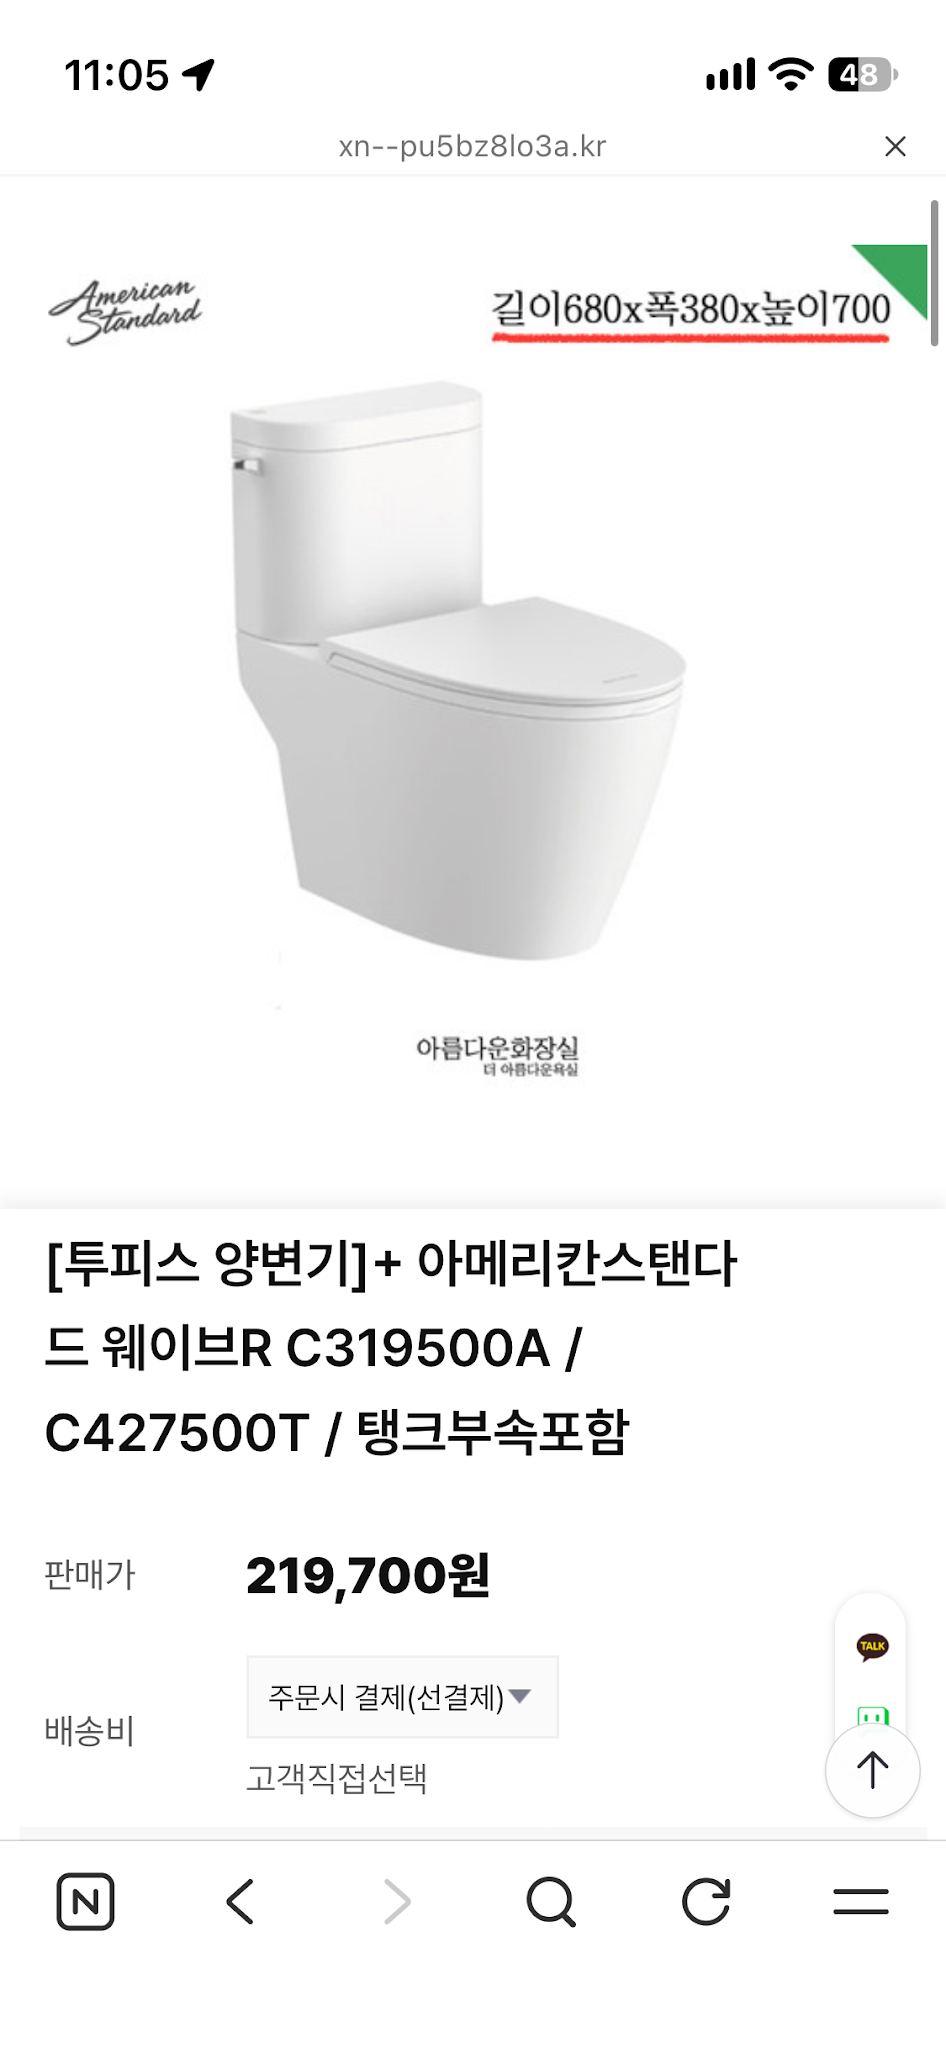 11:05
48
xn--pu5bz8lo3a.kr
American
Standard
길이680x폭380x높이700
아름다운화장실
더 아름다운욕실
[투피스 양변기]+ 아메리칸스탠다
드 웨이브R C319500A /
C427500T / 탱크부속포함
판매가
219,700원
TALK
배송비
주문시 결제(선결제)
고객직접선택
N